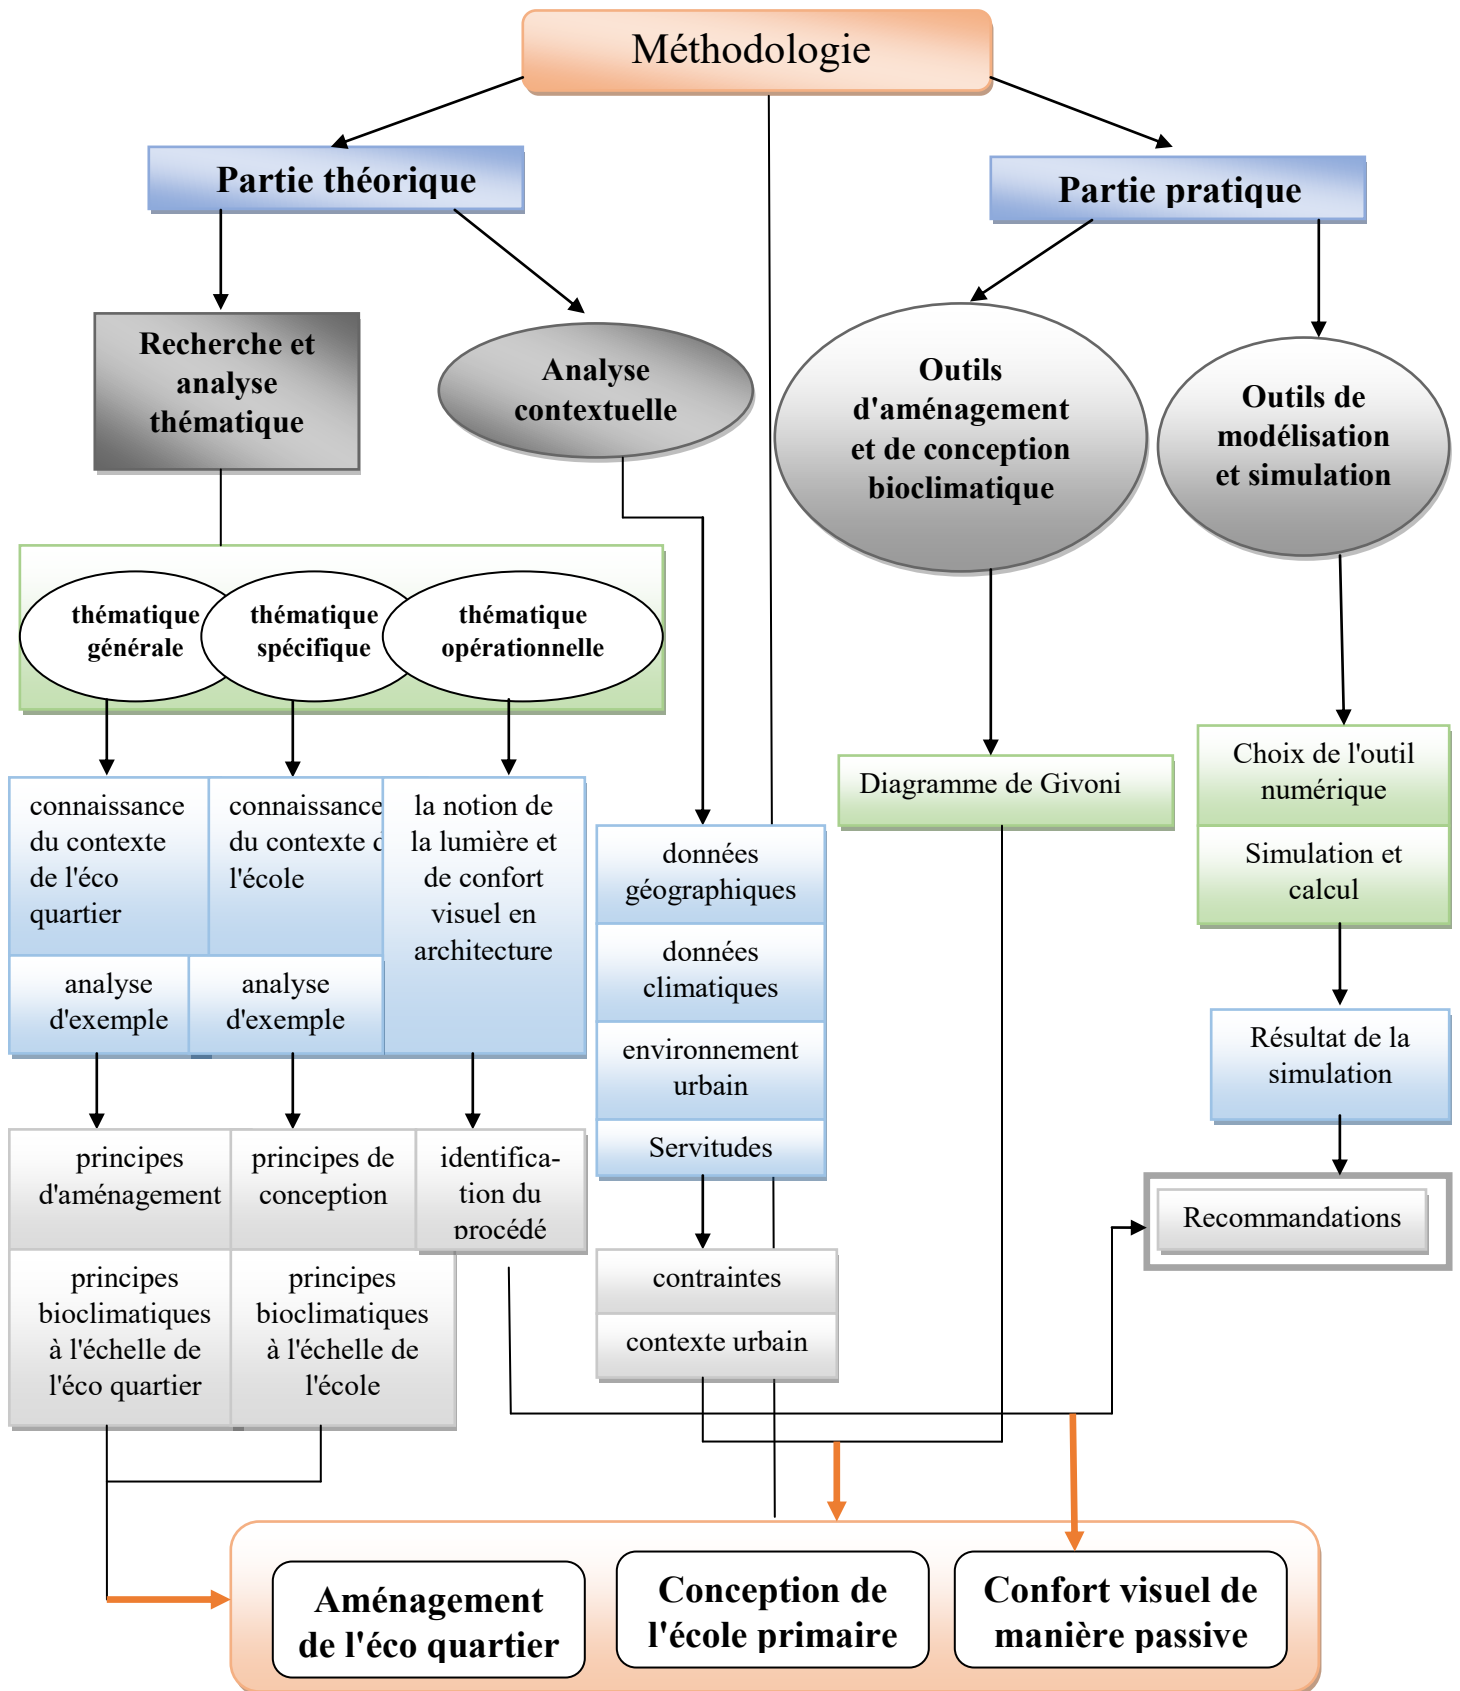 Méthodologie
Partie théorique
Partie pratique
Recherche et
analyse
thématique
Analyse
contextuelle
Outils
d'aménagement
et de conception
bioclimatique
Outils de
modélisation
et simulation
thématique
générale
thématique
spécifique
thématique
opérationnelle
connaissance
du contexte
de l'éco
quartier
analyse
d'exemple
connaissance
du contexte d
l'école
analyse
d'exemple
la notion de
la lumière et
de confort
visuel en
architecture
données
géographiques
données
climatiques
environnement
urbain
Servitudes
Diagramme de Givoni
Choix de l'outil
numérique
Simulation et
calcul
Résultat de la
simulation
Recommandations
principes
d'aménagement
principes
bioclimatiques
à l'échelle de
l'éco quartier
principes de
conception
principes
bioclimatiques
à l'échelle de
l'école
identifica-
tion du
procédé
contraintes
contexte urbain
Aménagement
de l'éco quartier
Conception de
l'école primaire
Confort visuel de
manière passive